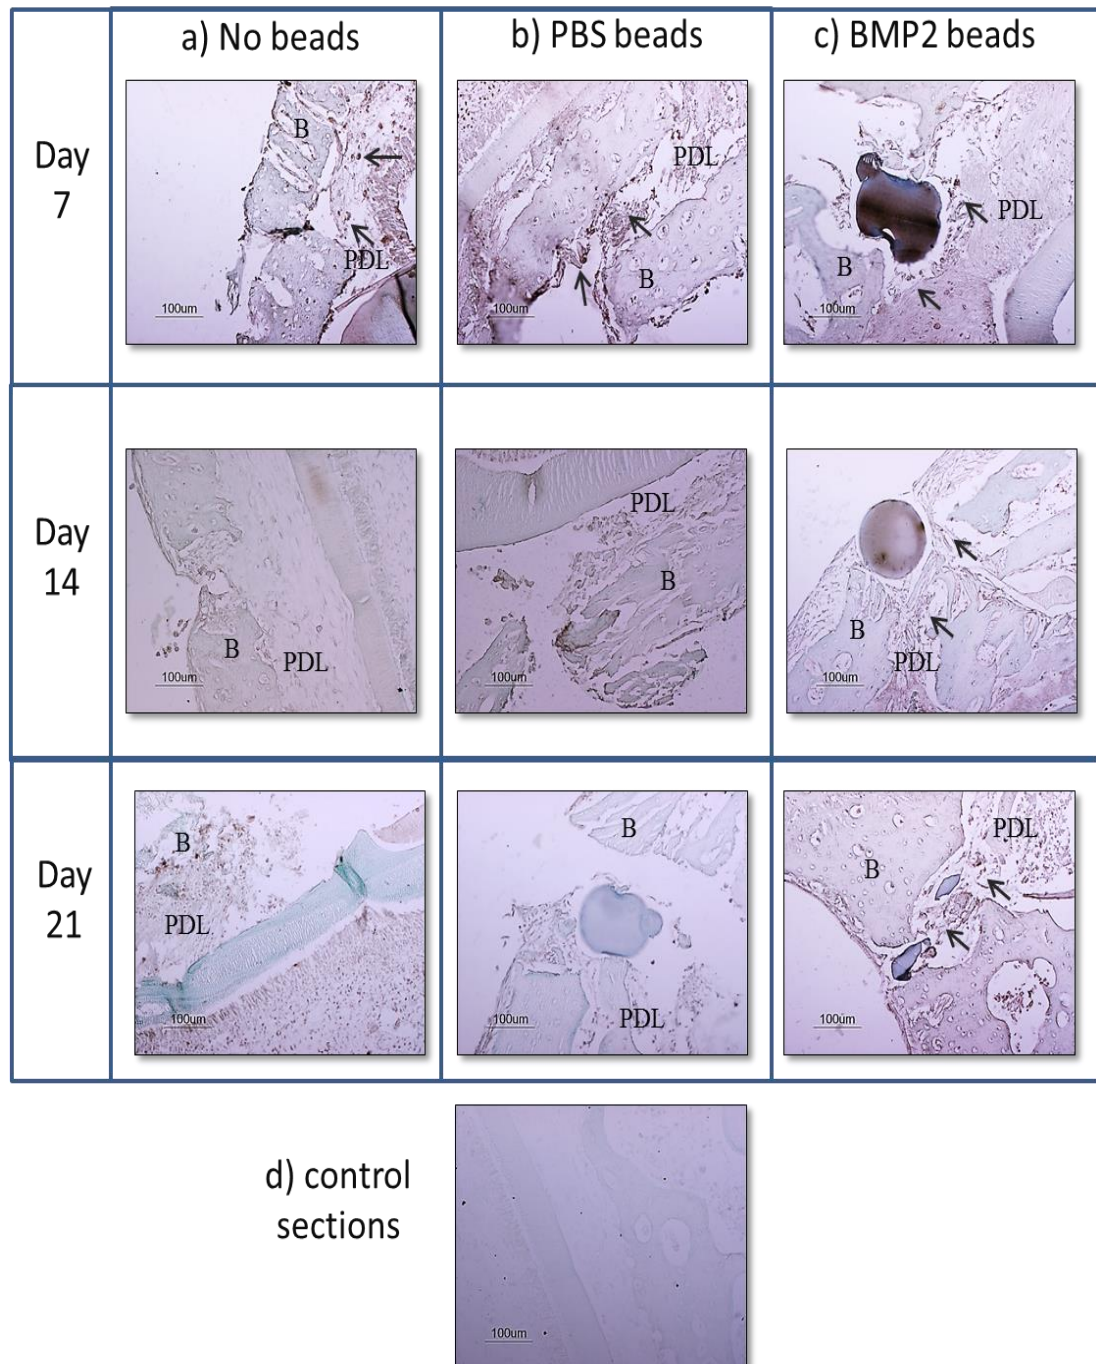 a) No beads
b) PBS beads
c) BMP2 beads
Day
7
B
PDL
100um
PDL
B
100um
PDL
B
100um
Day
14
B
PDL
100um
PDL
B
100um
B
PDL
100um
Day
21
B
PDL
100um
B
PDL
100um
PDL
B
100um
d) control
sections
100um